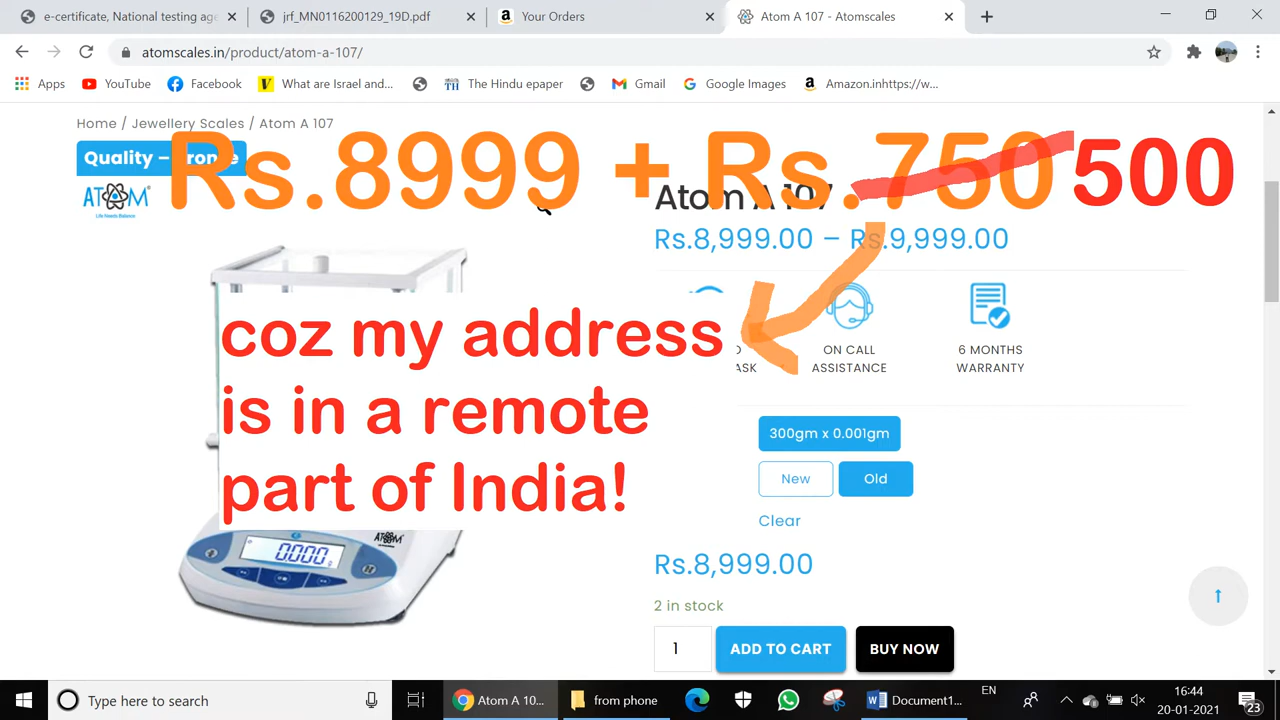 e-certificate, National testing age
jrf_MN0116200129_19D.pdf
Your Orders
Atom A 107 - Atomscales
atomscales.in/product/atom-a-107/
Apps
YouTube
Facebook
What are Israel and...
The Hindu epaper
Gmail
Google Images
Amazon.inhttps://w...
Home / Jewellery Scales / Atom A 107
Quality –
Rs.8999 + Rs.750 500
ATOM
Life Needs Balance
Atom A 107
Rs.8,999.00 – Rs.9,999.00
coz my address
is in a remote
part of India!
ASK
ON CALL
ASSISTANCE
6 MONTHS
WARRANTY
300gm x 0.001gm
New
Old
Clear
ATOM
0.000
Rs.8,999.00
2 in stock
1
ADD TO CART
BUY NOW
Type here to search
Atom A 10...
from phone
Document1...
EN
16:44
20-01-2021
23